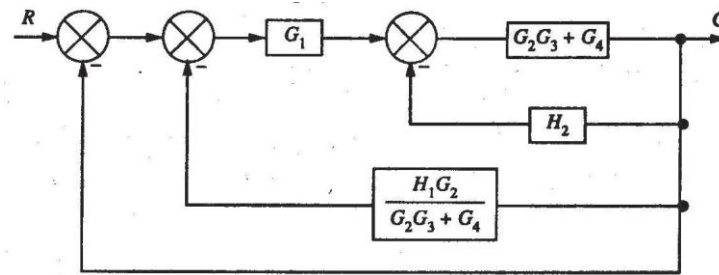 R
C
G₁
G₂G₃ + G₄
−
−
−
H₂
H₁G₂
G₂G₃ + G₄